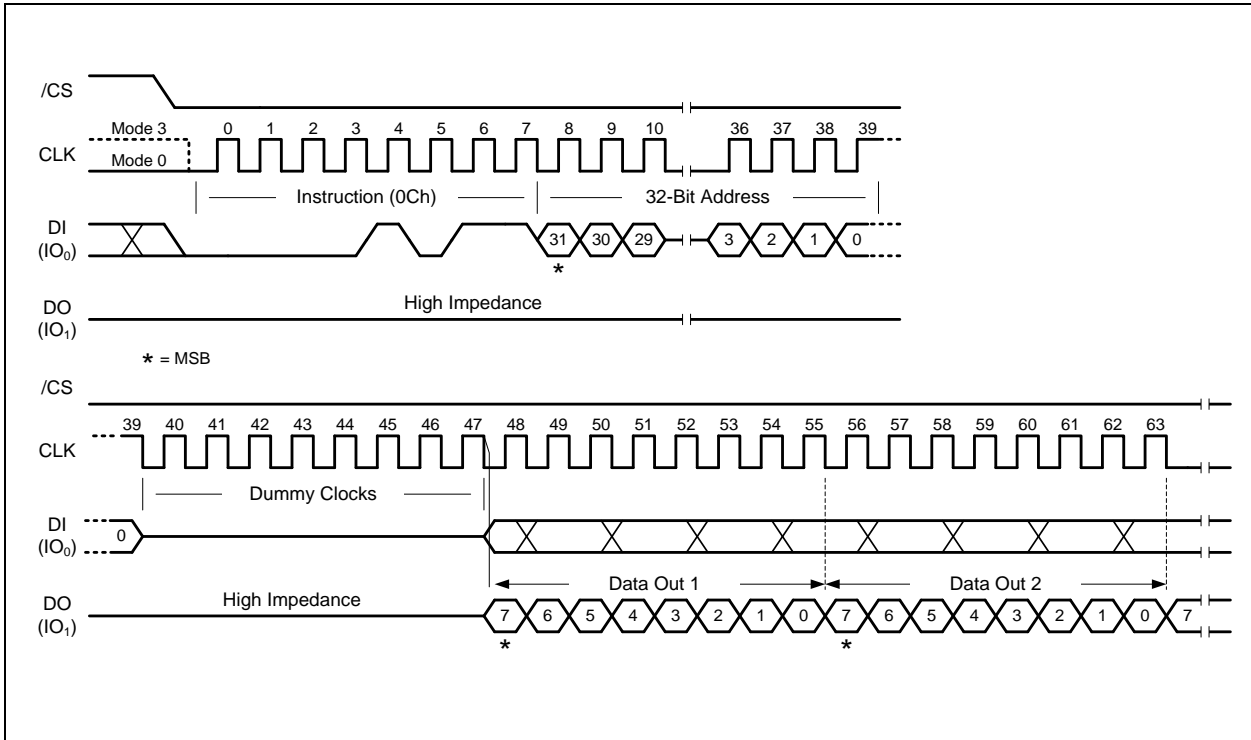 /CS
Mode 3
0 1 2 3 4 5 6 7 8 9 10 36 37 38 39
CLK
Mode 0
Instruction (0Ch) 32-Bit Address
DI
(IO₀)
31 30 29 3 2 1 0
*
High Impedance
DO
(IO₁)
* = MSB
/CS
39 40 41 42 43 44 45 46 47 48 49 50 51 52 53 54 55 56 57 58 59 60 61 62 63
CLK
Dummy Clocks
DI
(IO₀)
0
Data Out 1 Data Out 2
High Impedance
DO
(IO₁)
7 6 5 4 3 2 1 0 7 6 5 4 3 2 1 0 7
* *